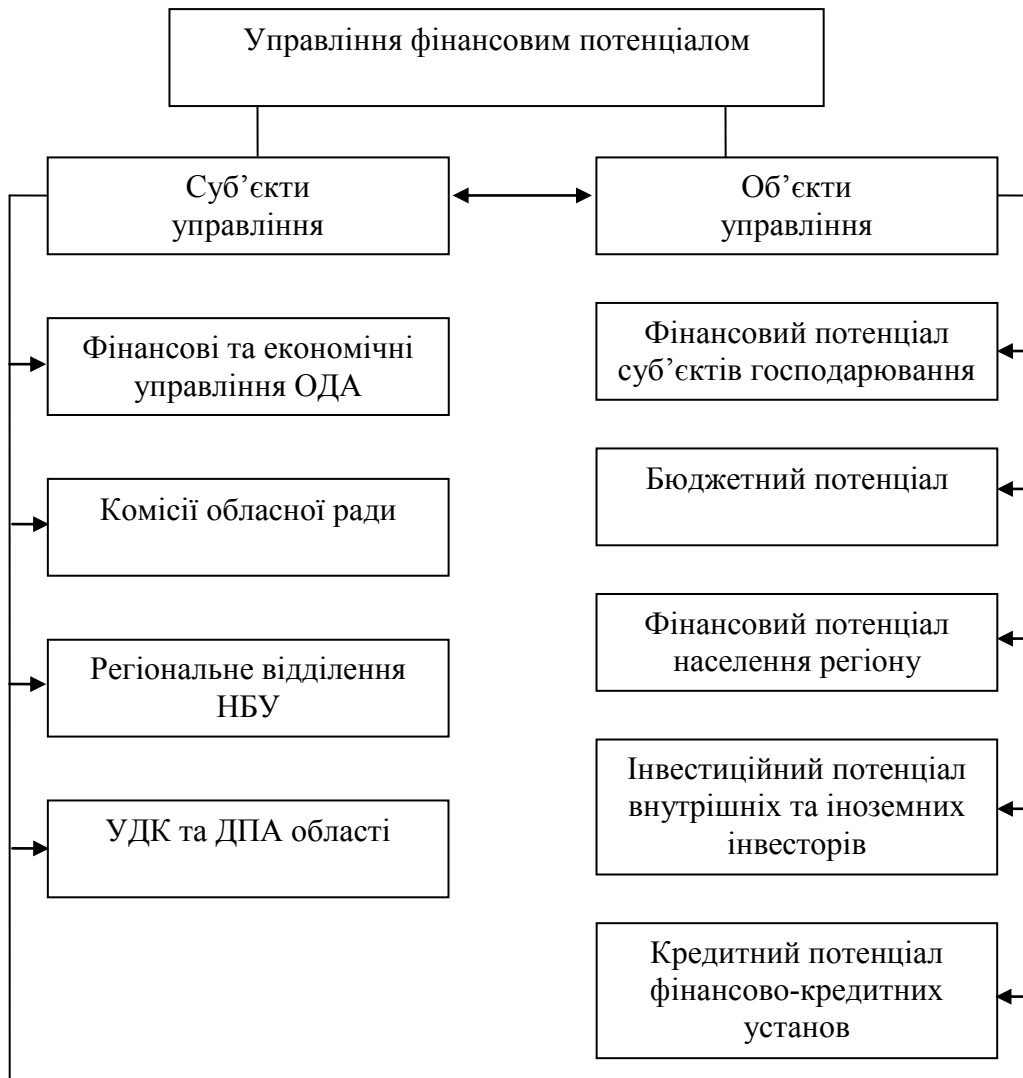 Управління фінансовим потенціалом
Суб’єкти
управління
Об’єкти
управління
Фінансові та економічні
управління ОДА
Комісії обласної ради
Регіональне відділення
НБУ
УДК та ДПА області
Фінансовий потенціал
суб’єктів господарювання
Бюджетний потенціал
Фінансовий потенціал
населення регіону
Інвестиційний потенціал
внутрішніх та іноземних
інвесторів
Кредитний потенціал
фінансово-кредитних
установ